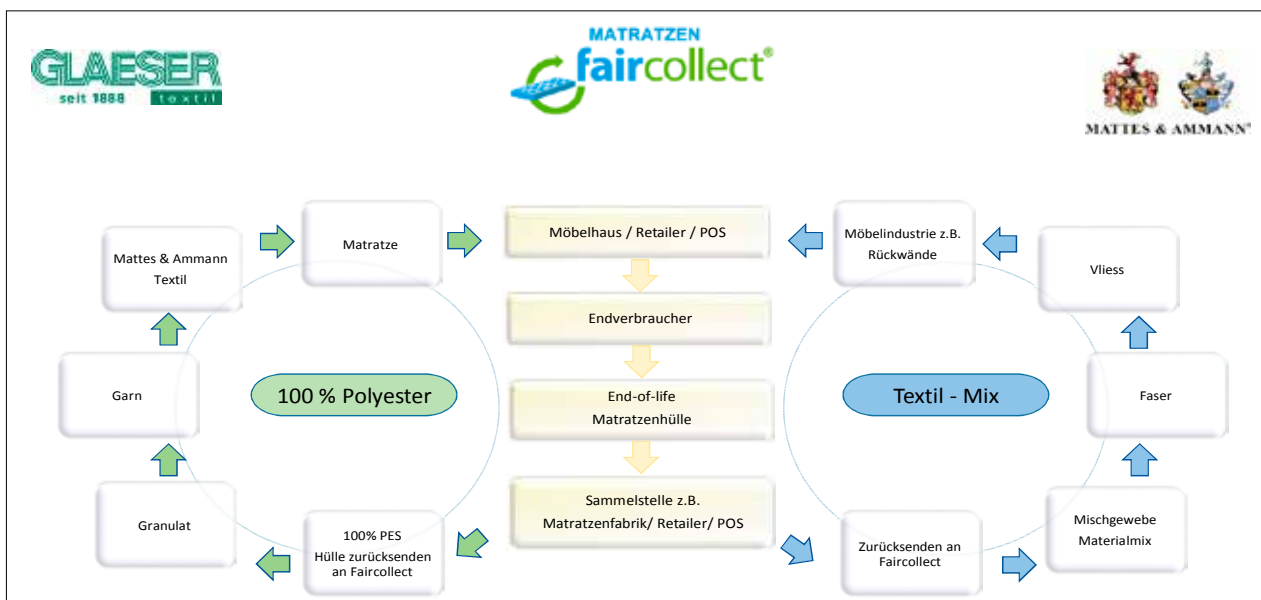 GLAESER
seit 1888 textil
MATRATZEN
faircollect®
MATTES & AMMANN®
Mattes & Ammann
Textil
Matratze
Möbelhaus / Retailer / POS
Möbelindustrie z.B.
Rückwände
Vliess
Endverbraucher
Garn
100 % Polyester
End-of-life
Matratzenhülle
Textil - Mix
Faser
Granulat
100% PES
Hülle zurücksenden
an Faircollect
Sammelstelle z.B.
Matratzenfabrik/ Retailer/ POS
Zurücksenden an
Faircollect
Mischgewebe
Materialmix